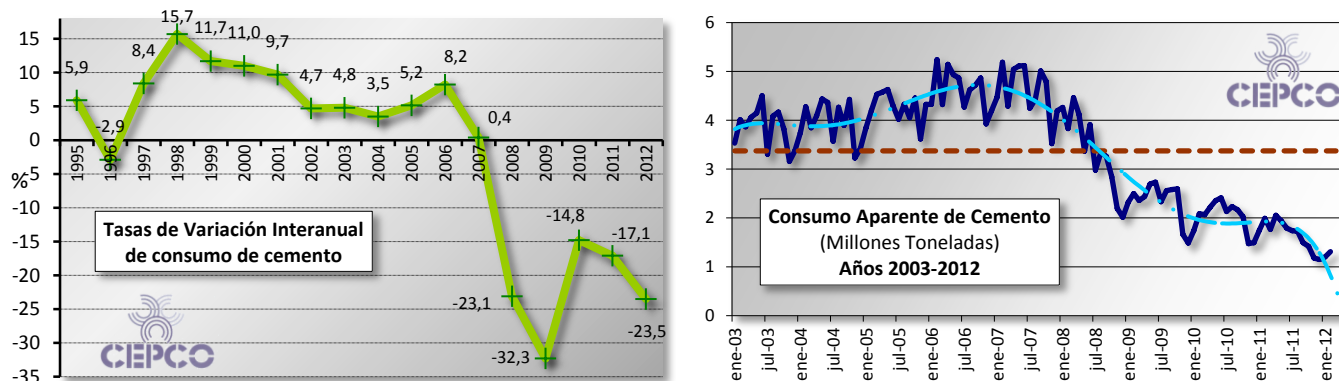 15,7
11,7
11,0
9,7
8,4
8,2
5,9
4,7
4,8
3,5
5,2
0,4
-2,9
-14,8
-17,1
-23,1
-23,5
-32,3
15
10
5
0
-5
-10
-15
-20
-25
-30
-35
%
1995
1996
1997
1998
1999
2000
2001
2002
2003
2004
2005
2006
2007
2008
2009
2010
2011
2012
Tasas de Variación Interanual
de consumo de cemento
CEPCO
6
5
4
3
2
1
0
CEPCO
Consumo Aparente de Cemento
(Millones Toneladas)
Años 2003-2012
ene-03
jul-03
ene-04
jul-04
ene-05
jul-05
ene-06
jul-06
ene-07
jul-07
ene-08
jul-08
ene-09
jul-09
ene-10
jul-10
ene-11
jul-11
ene-12